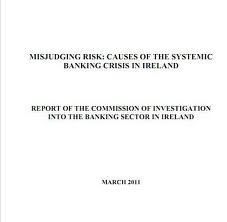 MISJUDGING RISK: CAUSES OF THE SYSTEMIC
BANKING CRISIS IN IRELAND
REPORT OF THE COMMISSION OF INVESTIGATION
INTO THE BANKING SECTOR IN IRELAND
MARCH 2011